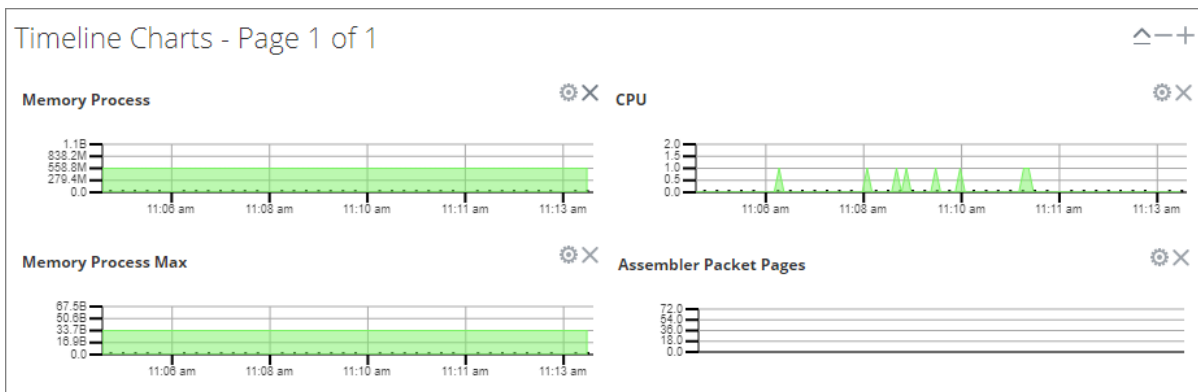 Timeline Charts - Page 1 of 1
Memory Process
1.1B
838.2M
558.8M
279.4M
0.0
11:06 am 11:08 am 11:10 am 11:11 am 11:13 am
CPU
2.0
1.5
1.0
0.5
0.0
11:06 am 11:08 am 11:10 am 11:11 am 11:13 am
Memory Process Max
67.5B
50.6B
33.7B
16.9B
0.0
11:06 am 11:08 am 11:10 am 11:11 am 11:13 am
Assembler Packet Pages
72.0
54.0
36.0
18.0
0.0